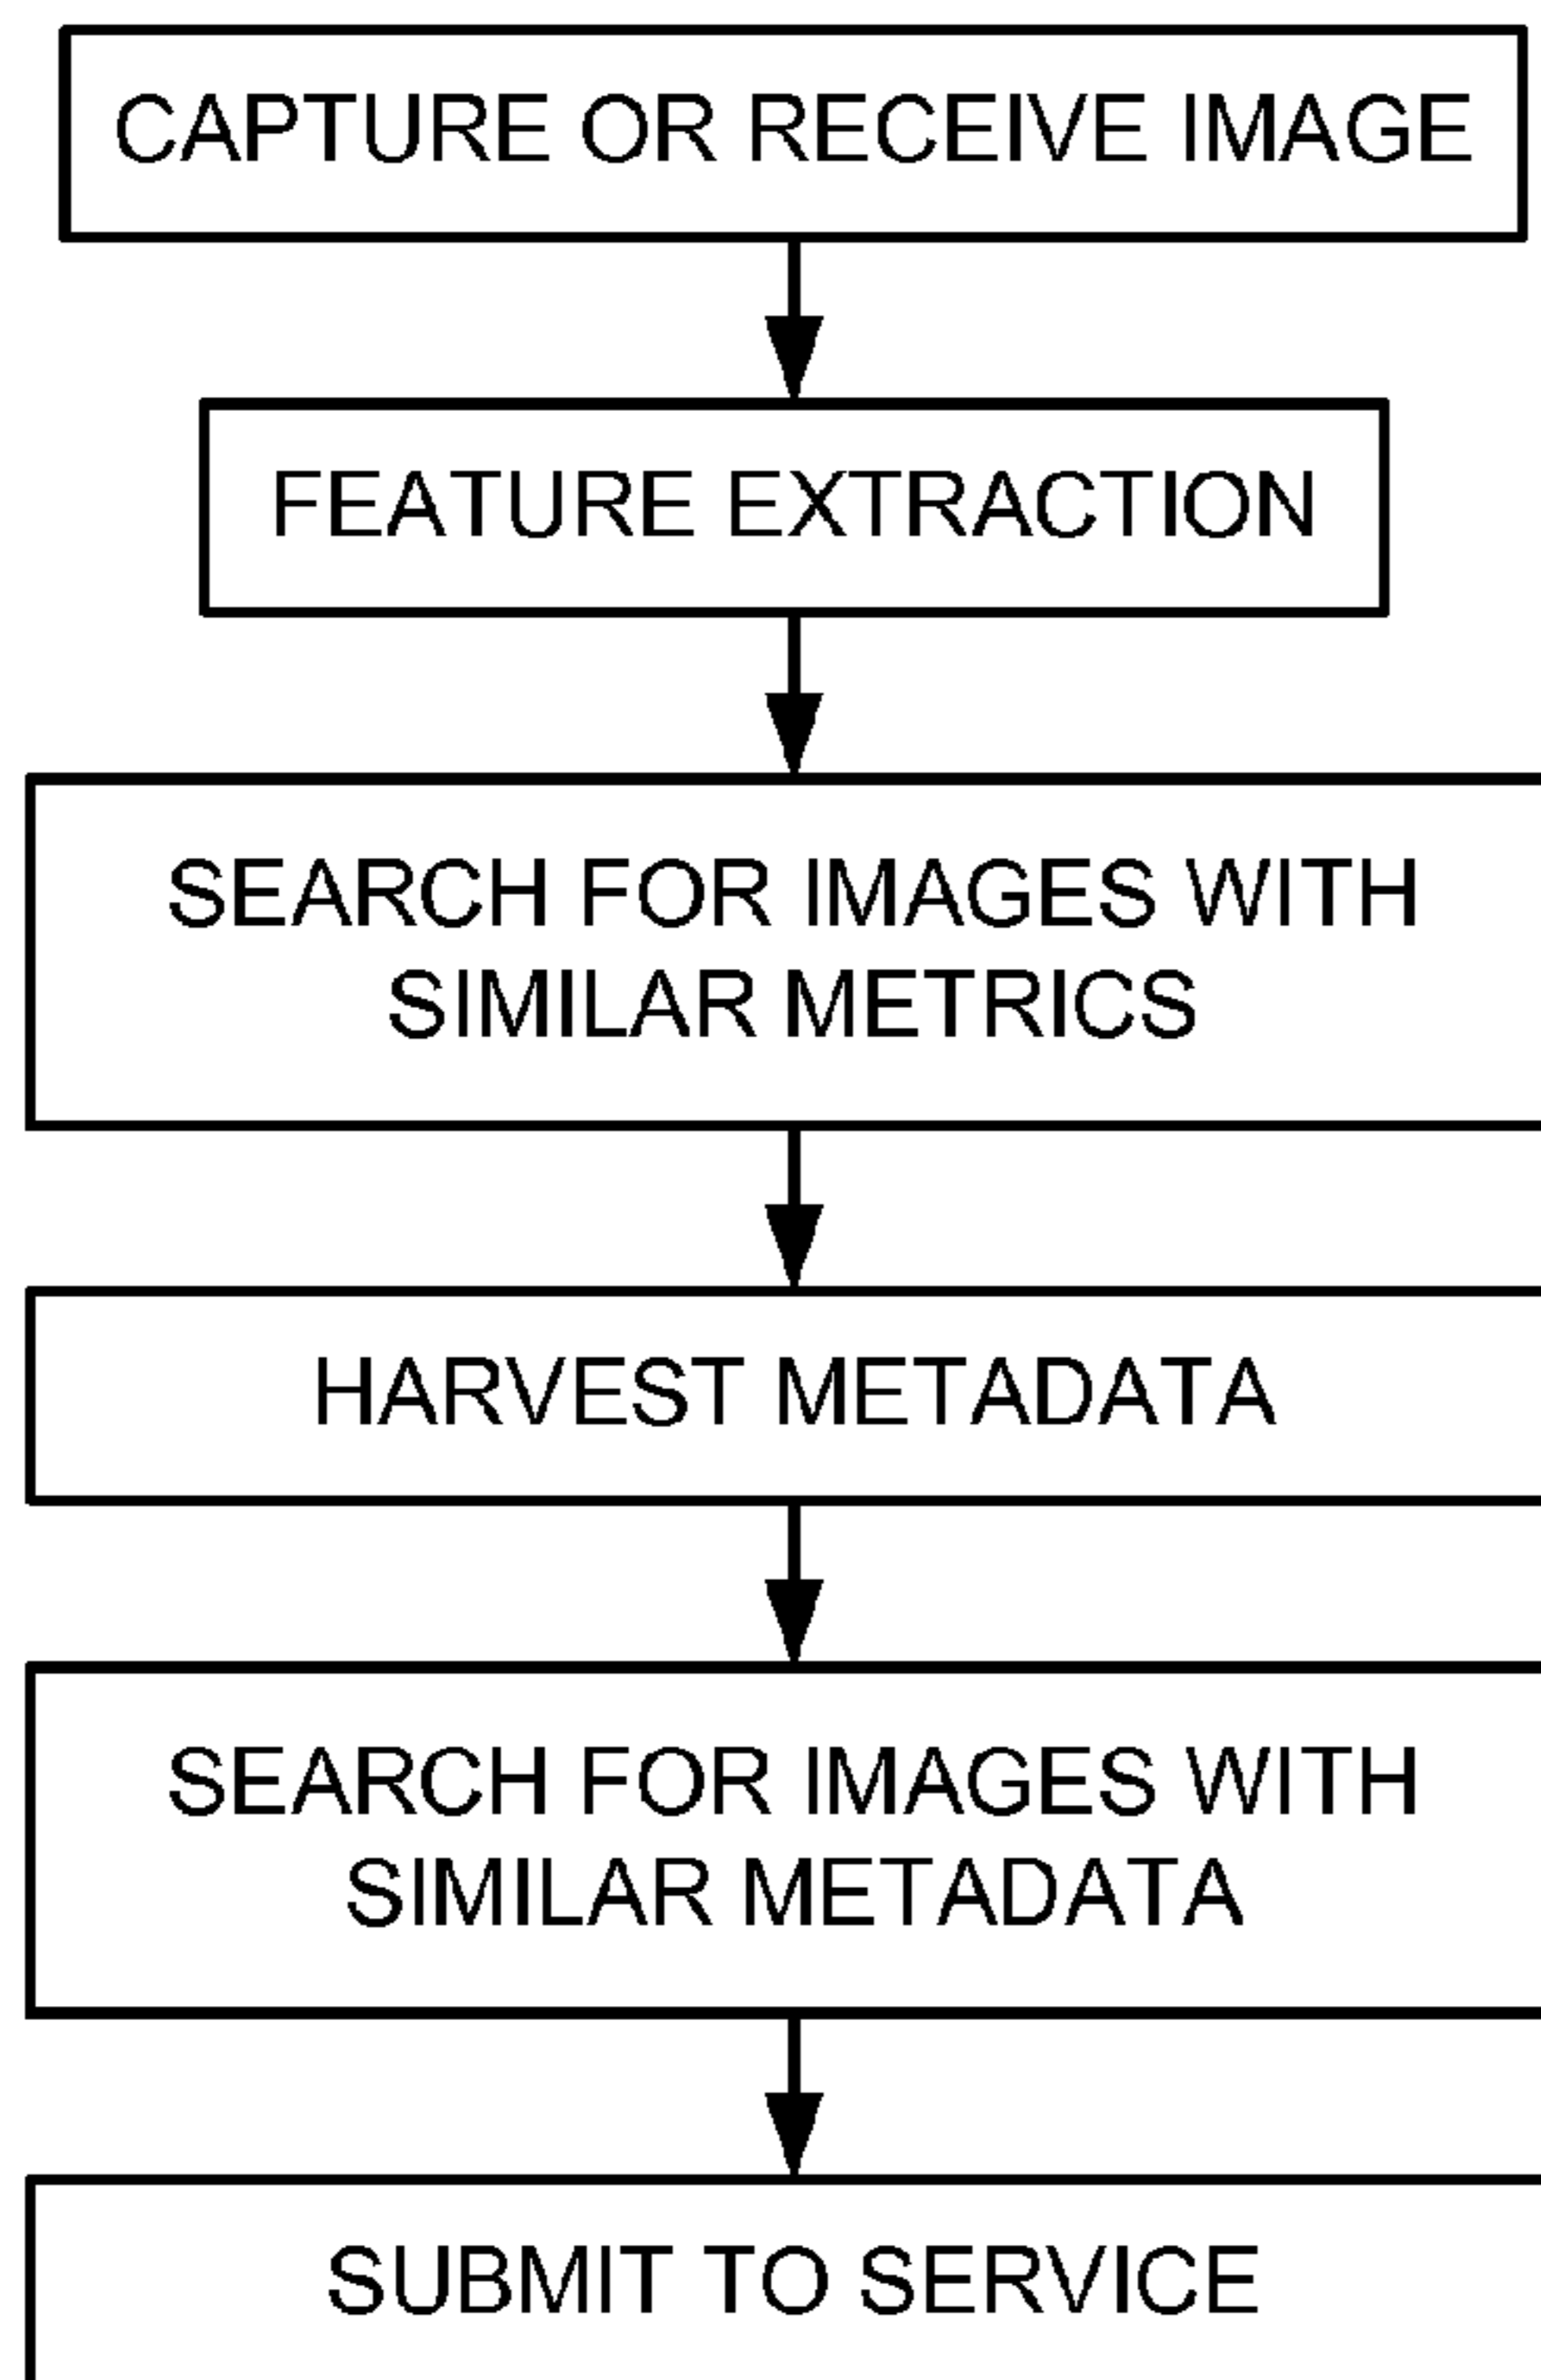 CAPTURE OR RECEIVE IMAGE
FEATURE EXTRACTION
SEARCH FOR IMAGES WITH
SIMILAR METRICS
HARVEST METADATA
SEARCH FOR IMAGES WITH
SIMILAR METADATA
SUBMIT TO SERVICE